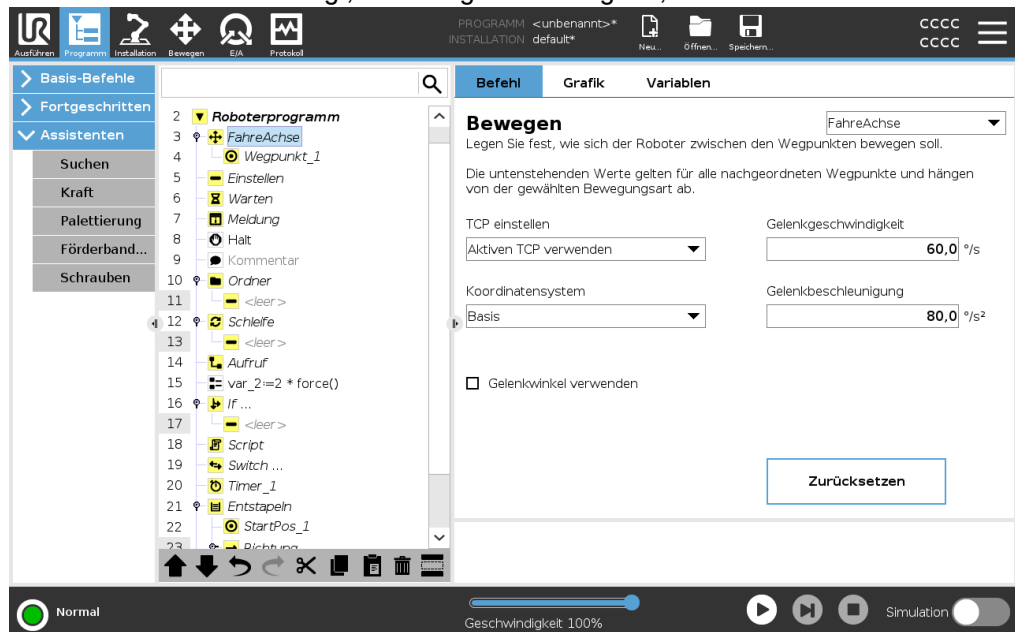 PROGRAMM <unbenannt>*
INSTALLATION default*
Neu... Öffnen... Speichern...
cccc
cccc
UR
Ausführen Programm Installation Bewegen E/A Protokoll
Basis-Befehle
Fortgeschritten
Assistenten
Suchen
Kraft
Palettierung
Förderband...
Schrauben
2 Roboterprogramm
3 FahreAchse
4 Wegpunkt_1
5 Einstellen
6 Warten
7 Meldung
8 Halt
9 Kommentar
10 Ordner
11 <leer>
12 Schleife
13 <leer>
14 Aufruf
15 var_2:=2 * force()
16 If ...
17 <leer>
18 Script
19 Switch ...
20 Timer_1
21 Entstapeln
22 StartPos_1
23 Richtung
Befehl Grafik Variablen
Bewegen FahreAchse
Legen Sie fest, wie sich der Roboter zwischen den Wegpunkten bewegen soll.
Die untenstehenden Werte gelten für alle nachgeordneten Wegpunkte und hängen
von der gewählten Bewegungsart ab.
TCP einstellen Gelenkgeschwindigkeit
Aktiven TCP verwenden 60,0 °/s
Koordinatensystem Gelenkbeschleunigung
Basis 80,0 °/s²
Gelenkwinkel verwenden
Zurücksetzen
Normal
Geschwindigkeit 100%
Simulation